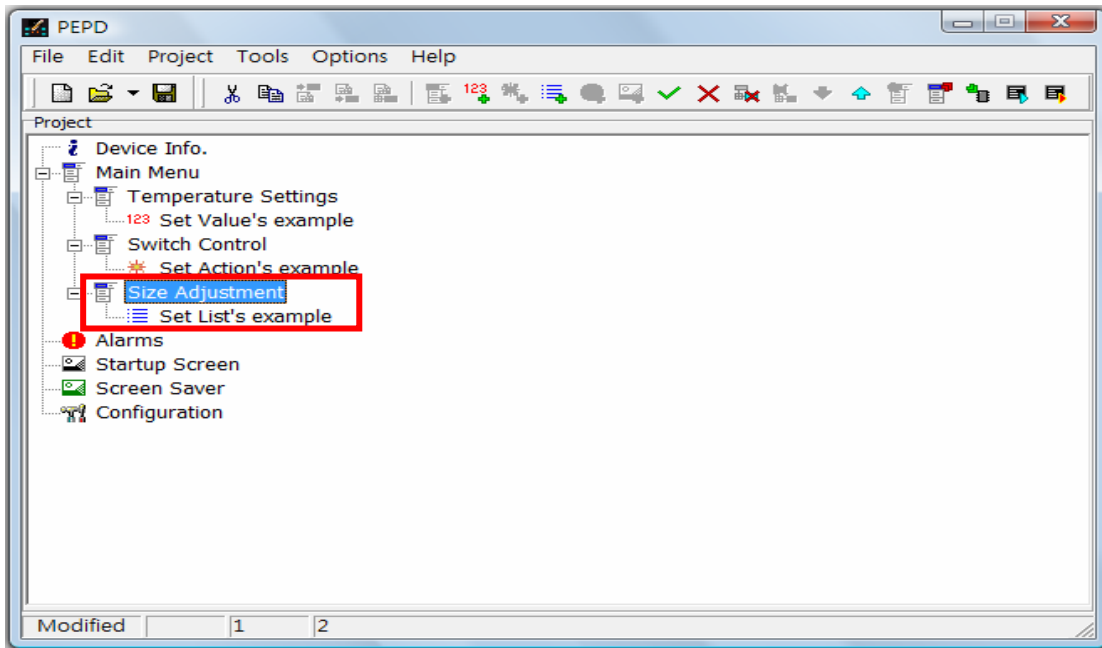 PEPD
File Edit Project Tools Options Help
123
Project
Device Info.
Main Menu
Temperature Settings
123 Set Value's example
Switch Control
Set Action's example
Size Adjustment
Set List's example
Alarms
Startup Screen
Screen Saver
Configuration
Modified 1 2